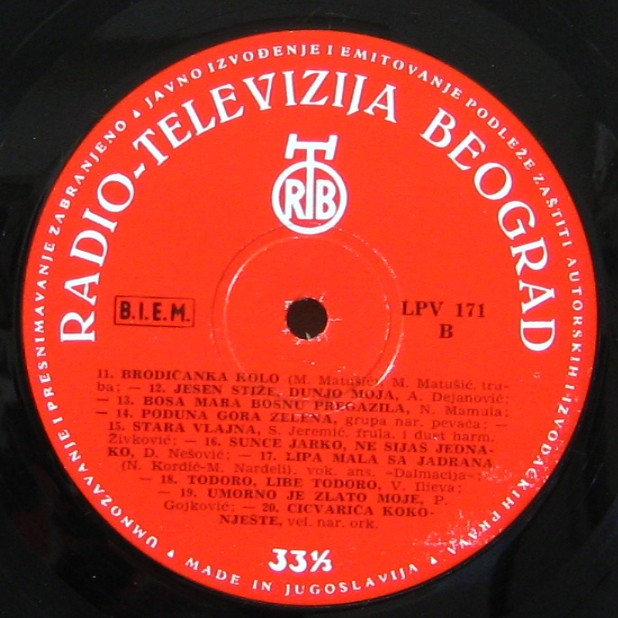 UMNOZAVANJE I PRESNIMAVANJE ZABRANJENO ▲ JAVNO IZVOĐENJE I EMITOVANJE PODLEŽE ZAŠTITI AUTORSKIH I IZVOĐAČKIH PRAVA ▲
RADIO-TELEVIZIJA BEOGRAD
RTB
B.I.E.M.
LPV 171
B
11. BRODIČANKA KOLO (M. Matušić, M. Matušić, tru-
ba; — 12. JESEN STIŽE, DUNJO MOJA, A. Dejanović;
— 13. BOSA MARA BOSNU PREGAZILA, N. Mamula;
— 14. PODUNA GORA ZELENA, grupa nar. pevača; —
15. STARA VLAJNA, S. Jeremić, frula, i duet harm.
Živković; — 16. SUNCE JARKO, NE SIJAŠ JEDNA-
KO, D. Nešović; — 17. LIPA MALA SA JADRANA
(N. Kordić-M. Nardeli), vok. ans. «Dalmacija»;
— 18. TODORO, LIBE TODORO, V. Ilieva;
— 19. UMORNO JE ZLATO MOJE, P.
Gojković; — 20. CICVARIĆA KOKO-
NJEŠTE, vel. nar. ork.
33⅓
MADE IN JUGOSLAVIJA ▲